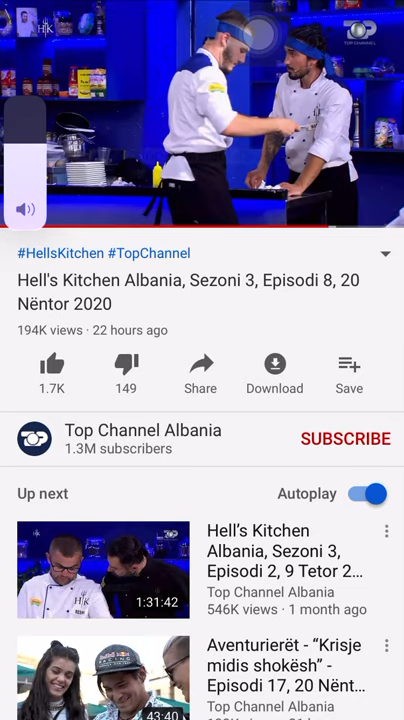 HK
TOP CHANNEL
#HellsKitchen #TopChannel
Hell's Kitchen Albania, Sezoni 3, Episodi 8, 20
Nëntor 2020
194K views · 22 hours ago
1.7K
149
Share
Download
Save
Top Channel Albania
1.3M subscribers
SUBSCRIBE
Up next
Autoplay
1:31:42
Hell’s Kitchen
Albania, Sezoni 3,
Episodi 2, 9 Tetor 2...
Top Channel Albania
546K views · 1 month ago
Red Bull
43:40
Aventurierët - “Krisje
midis shokësh” -
Episodi 17, 20 Nënt...
Top Channel Albania